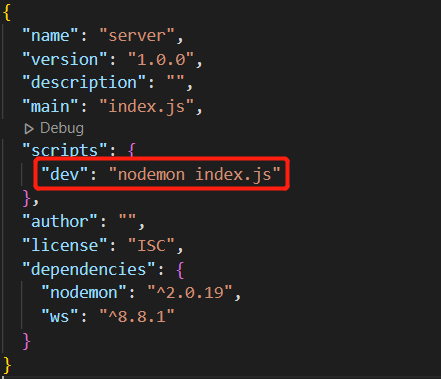 {
"name": "server",
"version": "1.0.0",
"description": "",
"main": "index.js",
Debug
"scripts": {
"dev": "nodemon index.js"
},
"author": "",
"license": "ISC",
"dependencies": {
"nodemon": "^2.0.19",
"ws": "^8.8.1"
}
}